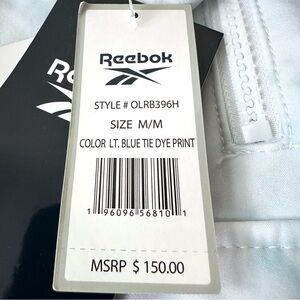 Reebok
STYLE # OLRB396H
SIZE M/M
COLOR LT. BLUE TIE DYE PRINT
1 96096 56810 1
MSRP $ 150.00